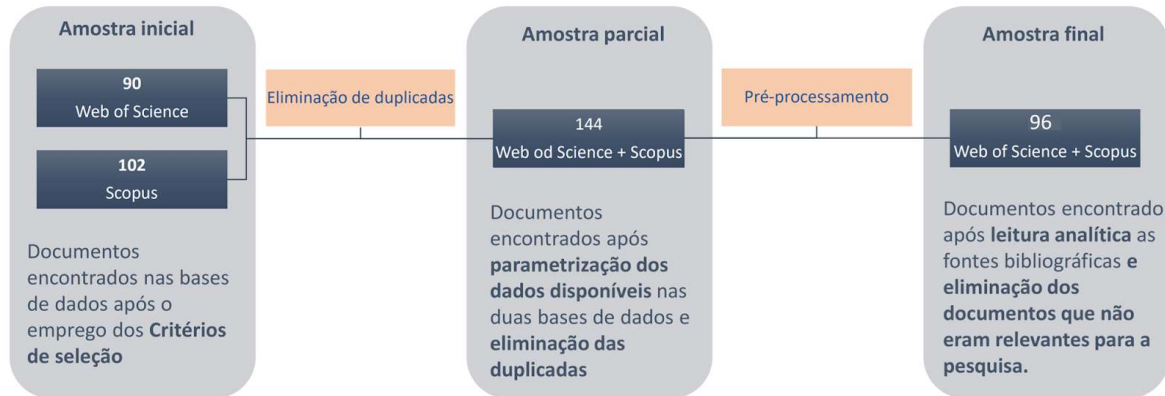 Amostra inicial
90
Web of Science
102
Scopus
Documentos
encontrados nas bases
de dados após o
emprego dos Critérios
de seleção
Eliminação de duplicadas
Amostra parcial
144
Web od Science + Scopus
Documentos
encontrados após
parametrização dos
dados disponíveis nas
duas bases de dados e
eliminação das
duplicadas
Pré-processamento
Amostra final
96
Web of Science + Scopus
Documentos encontrado
após leitura analítica as
fontes bibliográficas e
eliminação dos
documentos que não
eram relevantes para a
pesquisa.